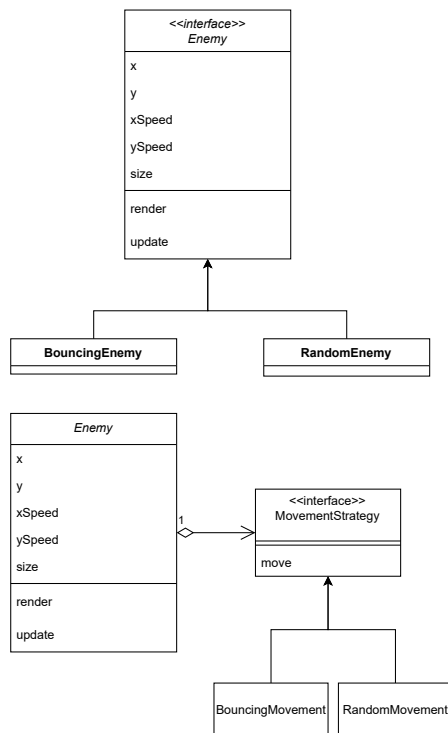 <<interface>>
Enemy
x
y
xSpeed
ySpeed
size
render
update
BouncingEnemy
RandomEnemy
Enemy
x
y
xSpeed
ySpeed
size
render
update
1
<<interface>>
MovementStrategy
move
BouncingMovement
RandomMovement